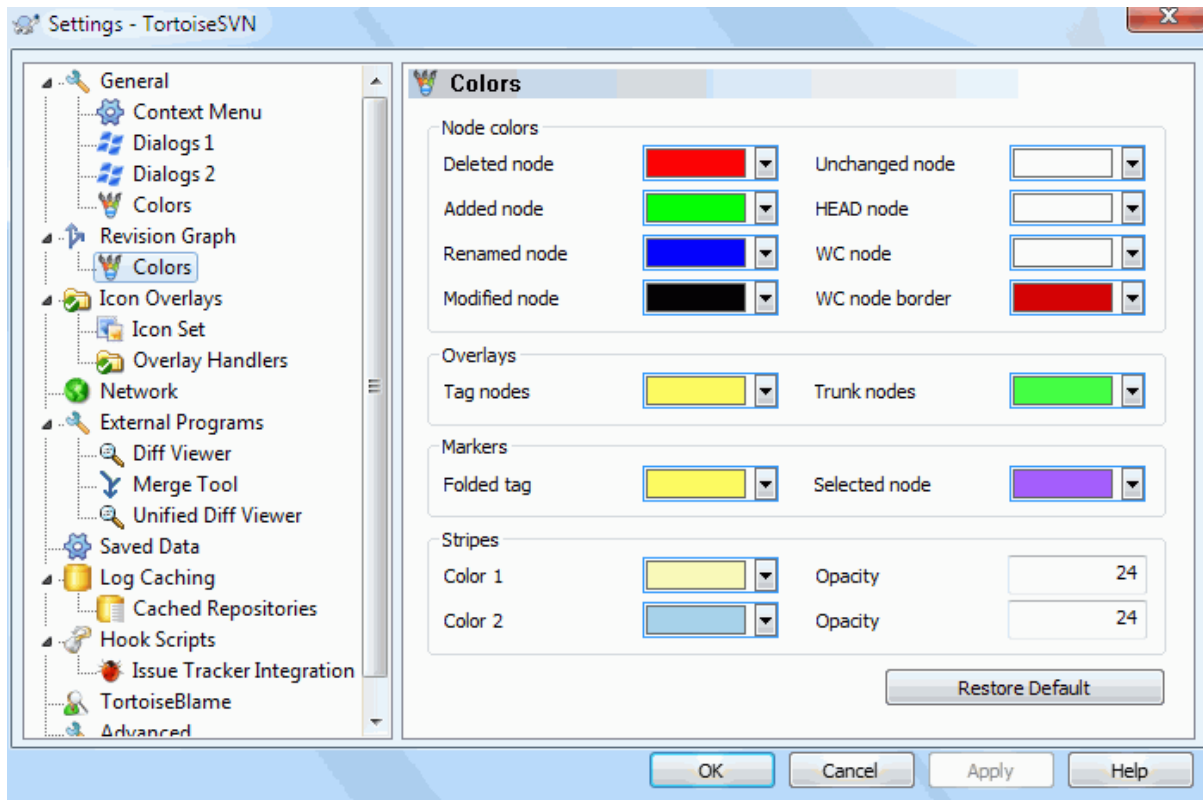 Settings - TortoiseSVN
General
Context Menu
Dialogs 1
Dialogs 2
Colors
Revision Graph
Colors
Icon Overlays
Icon Set
Overlay Handlers
Network
External Programs
Diff Viewer
Merge Tool
Unified Diff Viewer
Saved Data
Log Caching
Cached Repositories
Hook Scripts
Issue Tracker Integration
TortoiseBlame
Advanced
Colors
Node colors
Deleted node
Unchanged node
Added node
HEAD node
Renamed node
WC node
Modified node
WC node border
Overlays
Tag nodes
Trunk nodes
Markers
Folded tag
Selected node
Stripes
Color 1
Opacity
24
Color 2
Opacity
24
Restore Default
OK
Cancel
Apply
Help